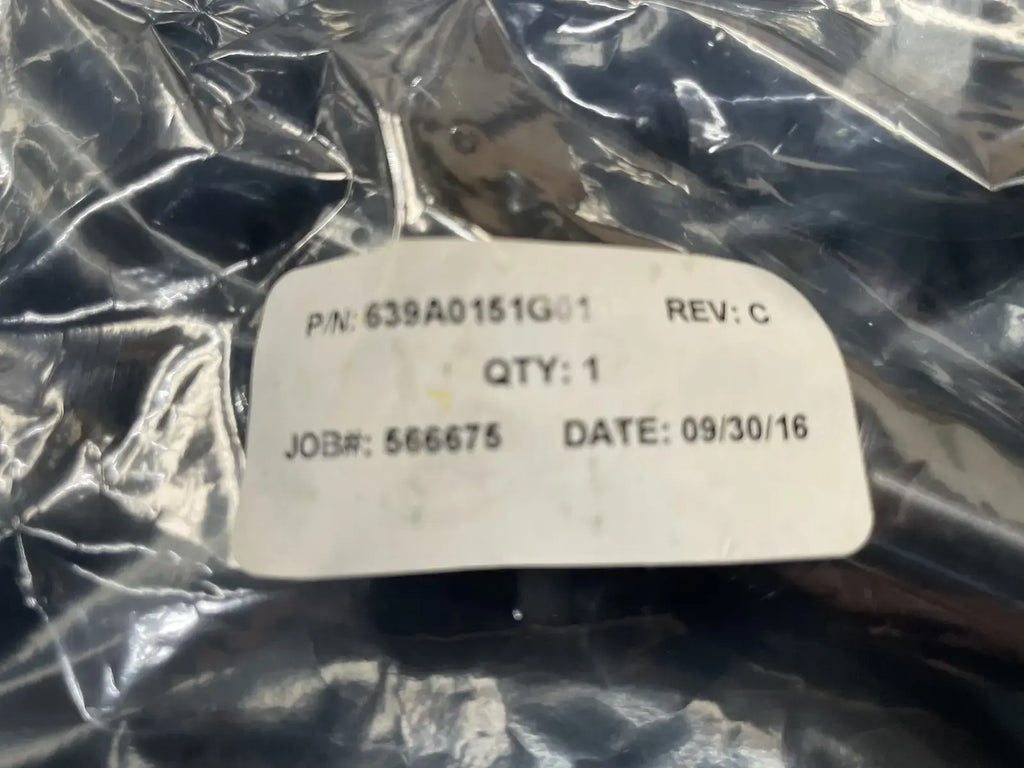 P/N: 639A0151G01 REV: C
QTY: 1
JOB#: 566675 DATE: 09/30/16